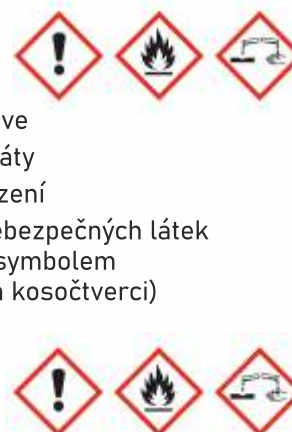 ve
áty
zení
ebezpečných látek
symbolem
kosočtverci)